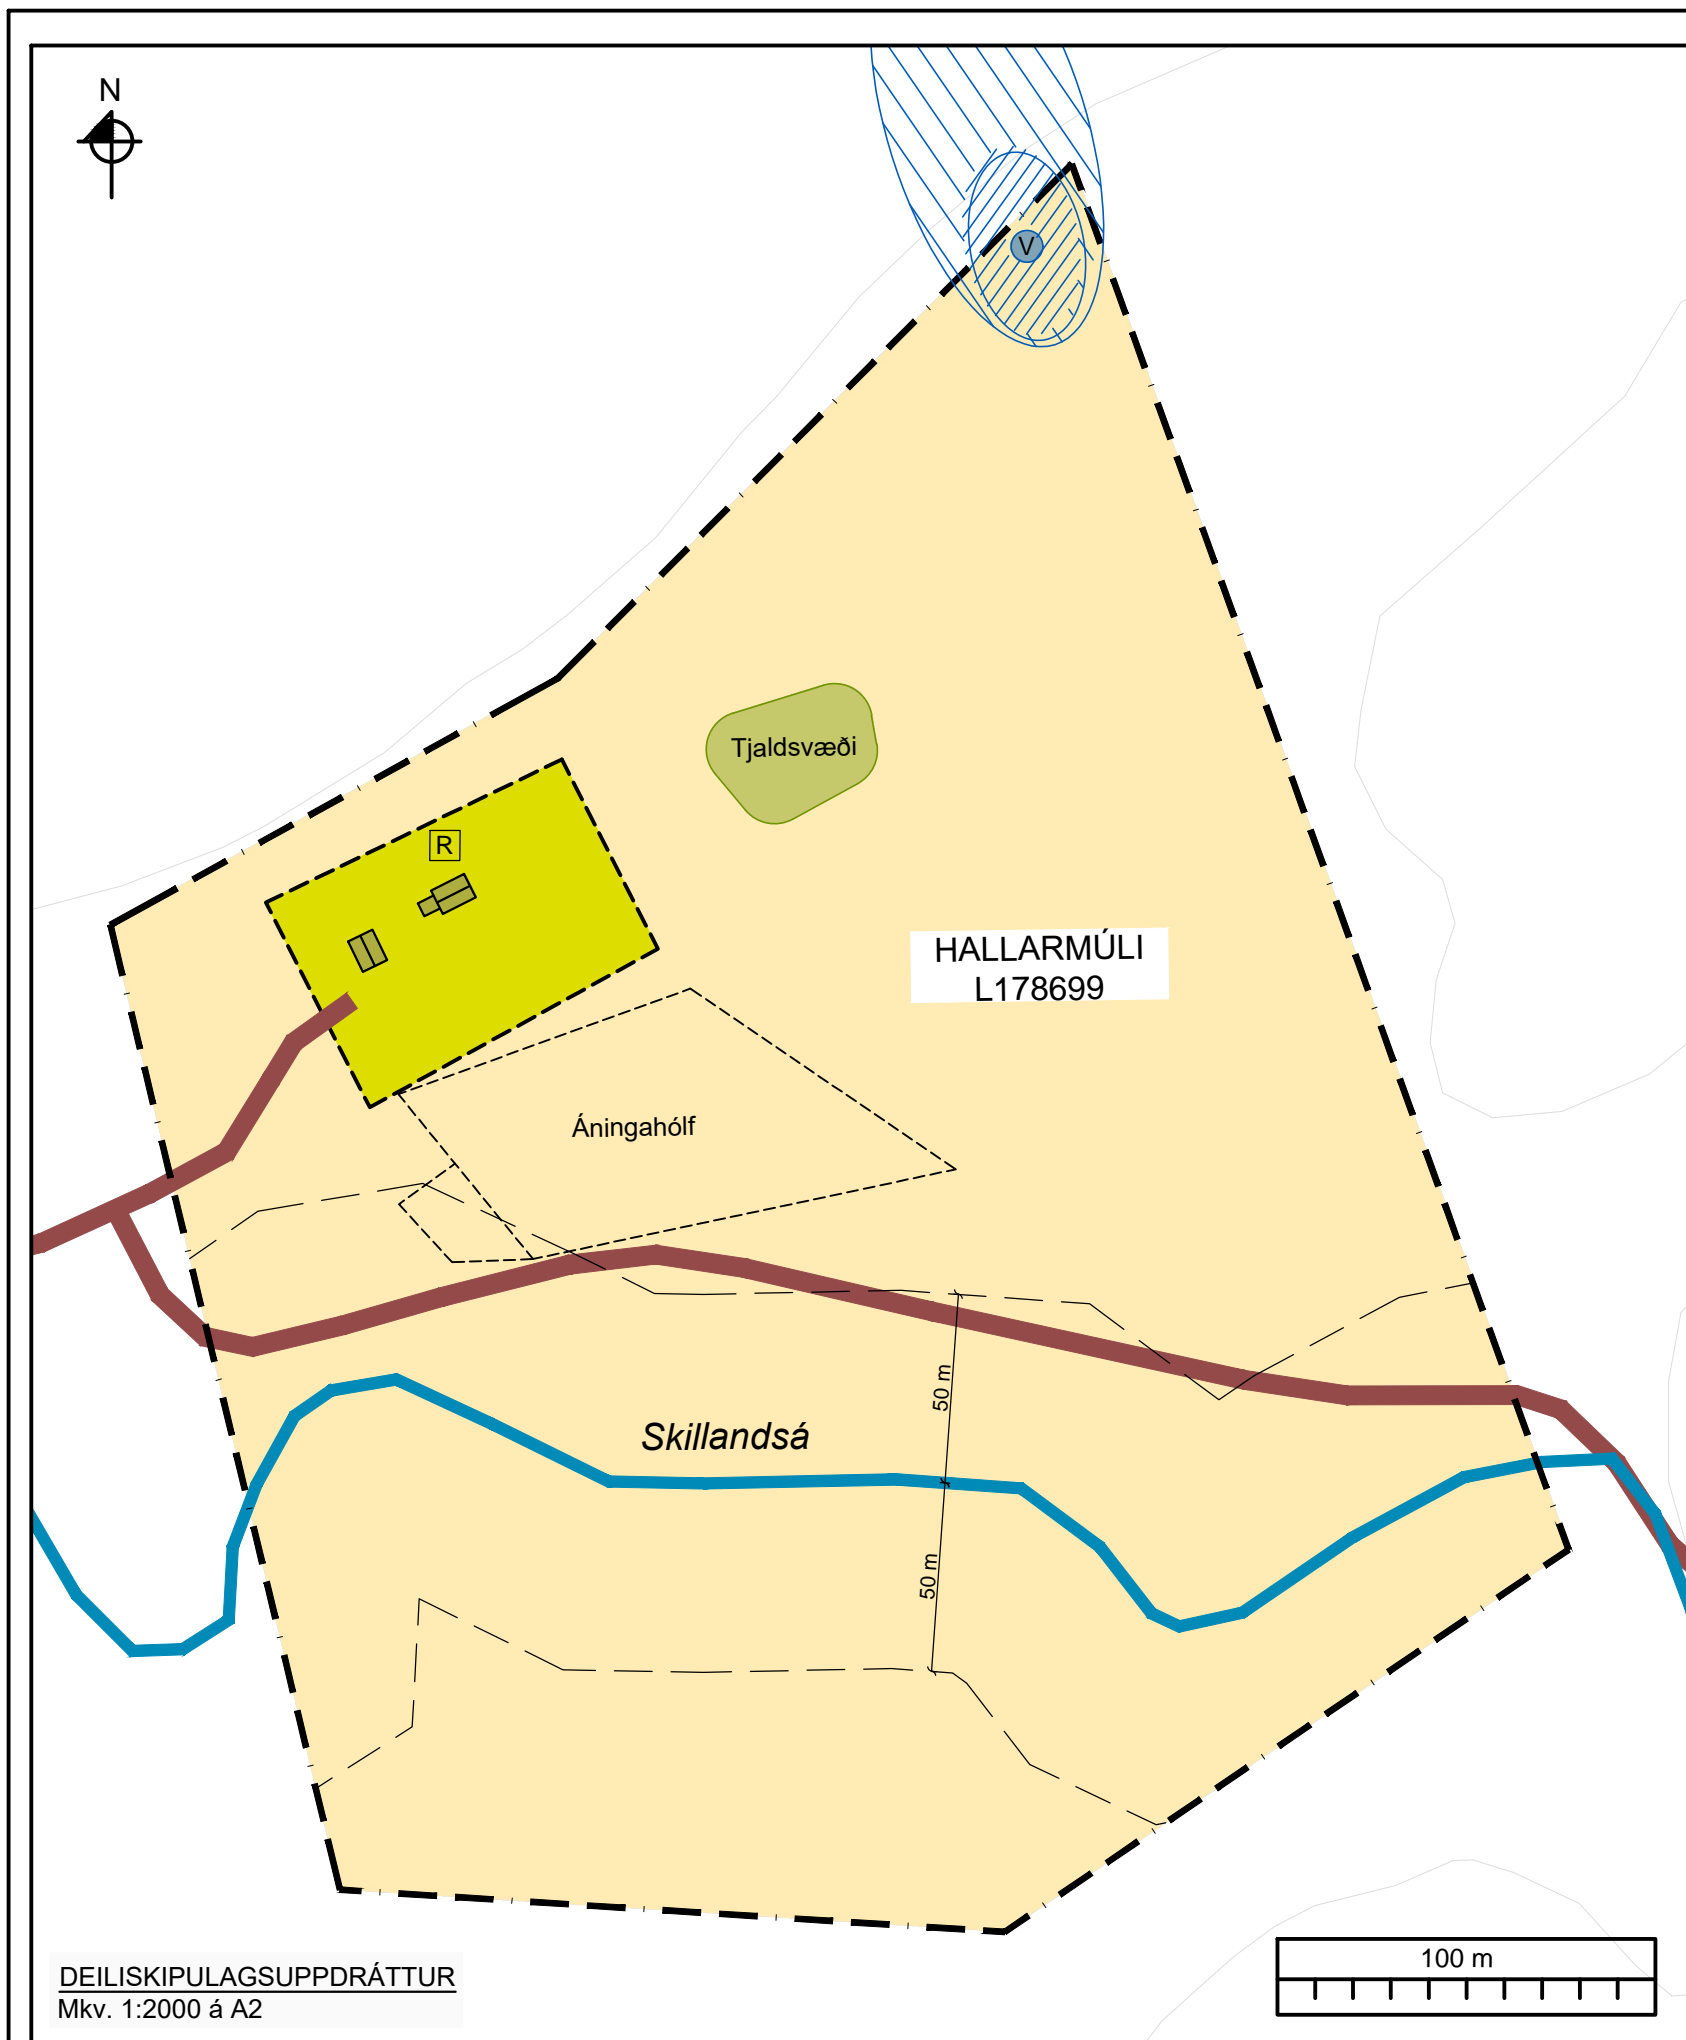 N
V
Tjaldsvæði
R
HALLARMÚLI
L178699
Áningahólf
50 m
Skillandsá
50 m
100 m
DEILISKIPULAGSUPPDRÁTTUR
Mkv. 1:2000 á A2